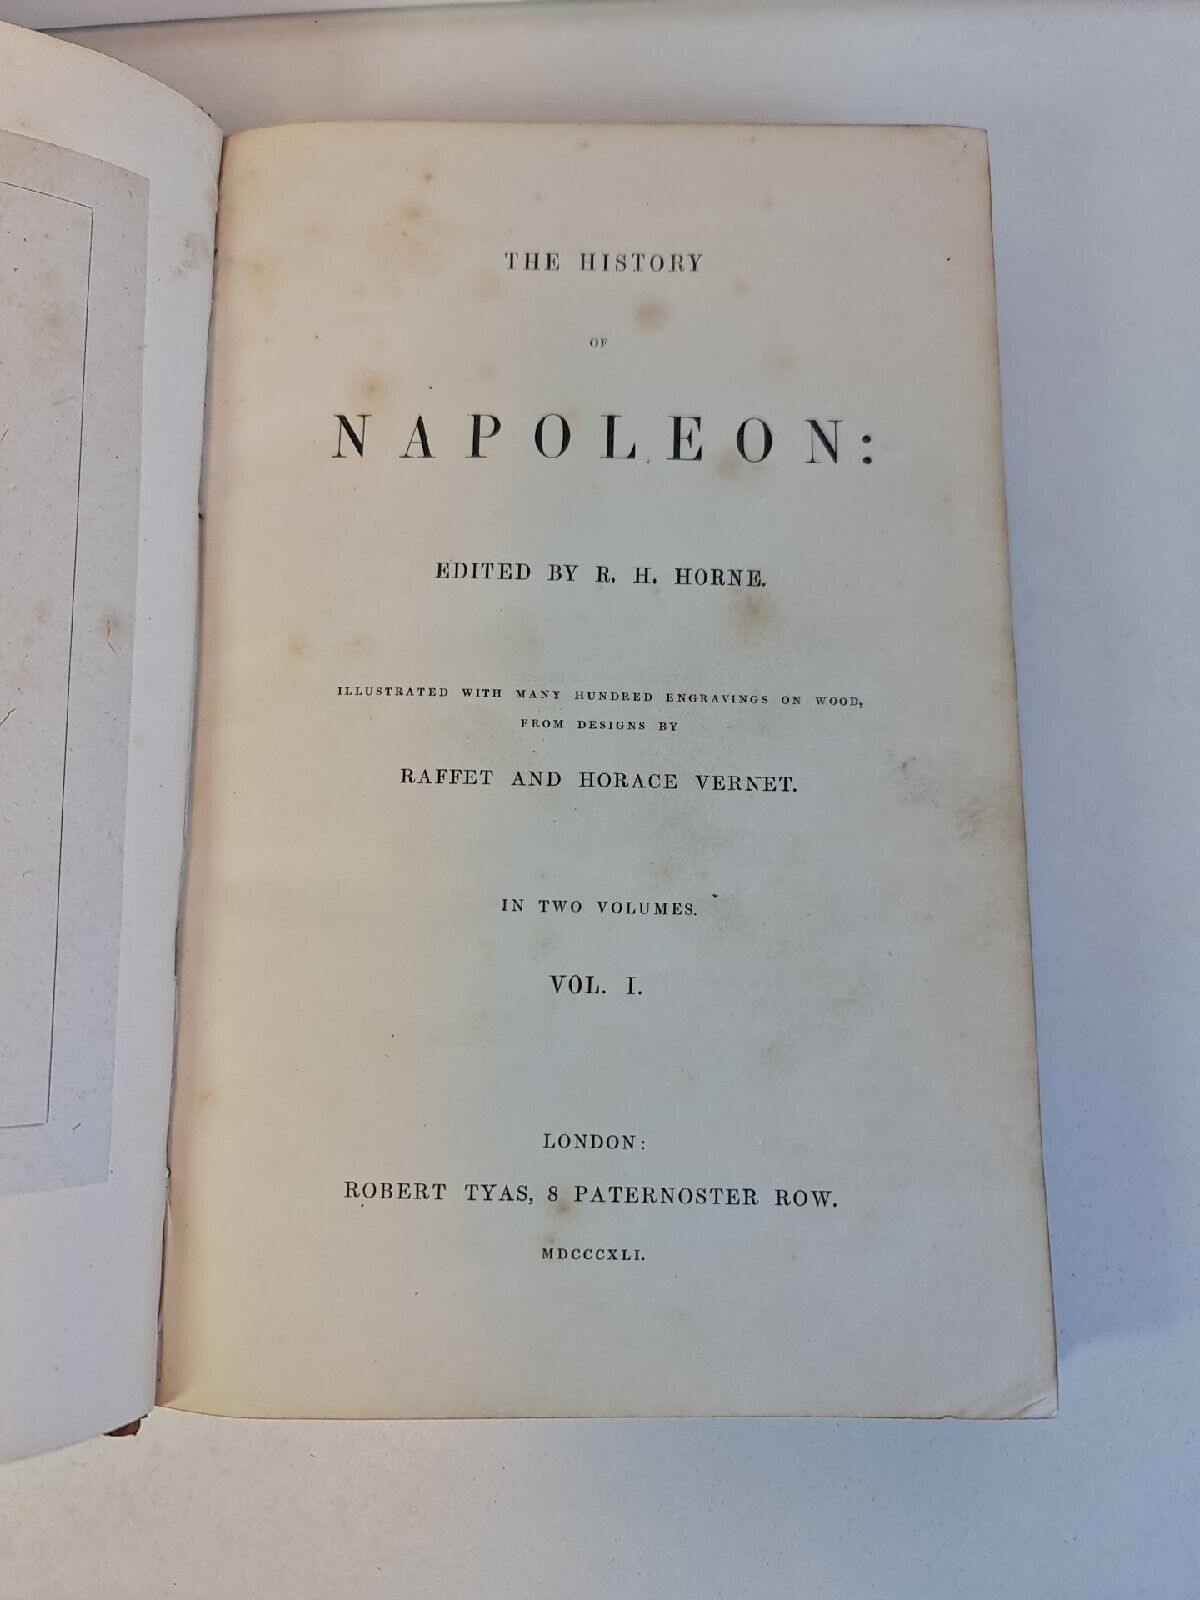 THE HISTORY
OF
NAPOLEON:
EDITED BY R. H. HORNE.
ILLUSTRATED WITH MANY HUNDRED ENGRAVINGS ON WOOD,
FROM DESIGNS BY
RAFFET AND HORACE VERNET.
IN TWO VOLUMES.
VOL. I.
LONDON:
ROBERT TYAS, 8 PATERNOSTER ROW.
MDCCCXLI.